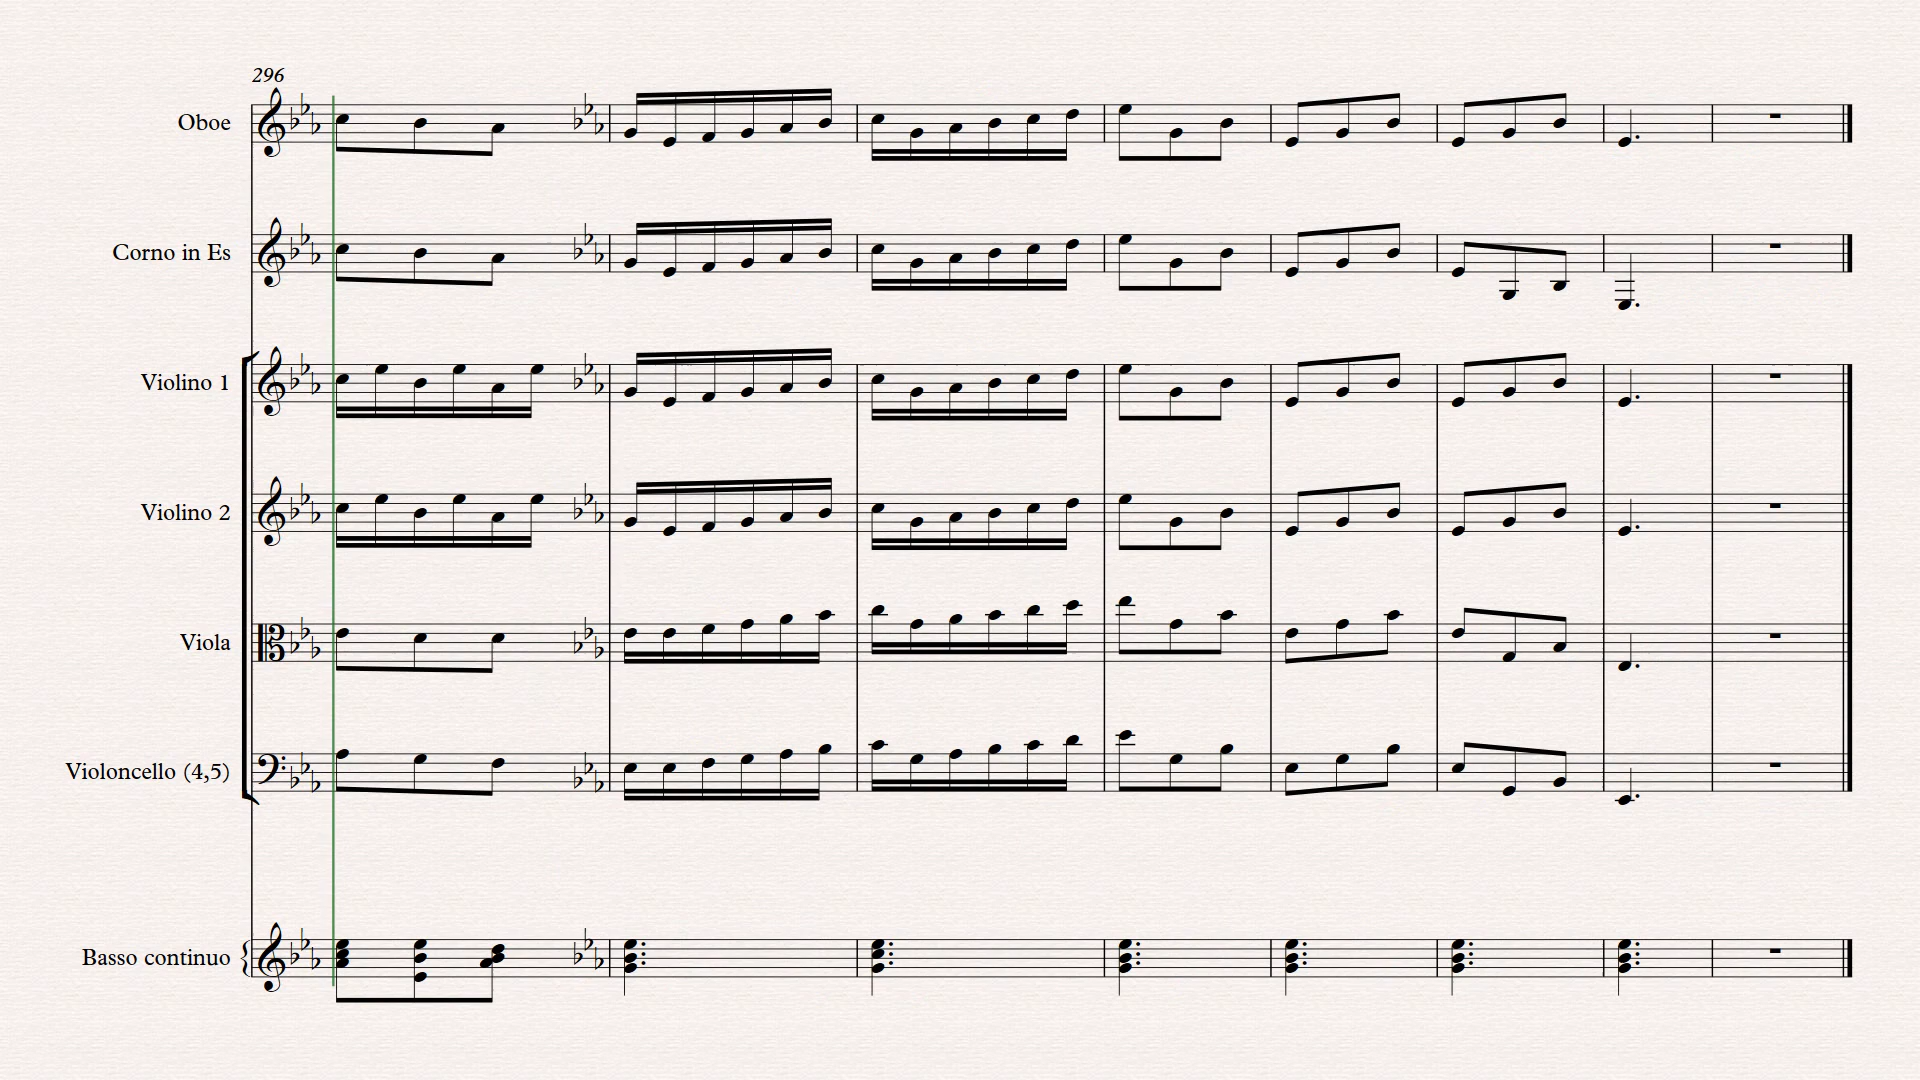 296
Oboe
Corno in Es
Violino 1
Violino 2
Viola
Violoncello (4,5)
Basso continuo